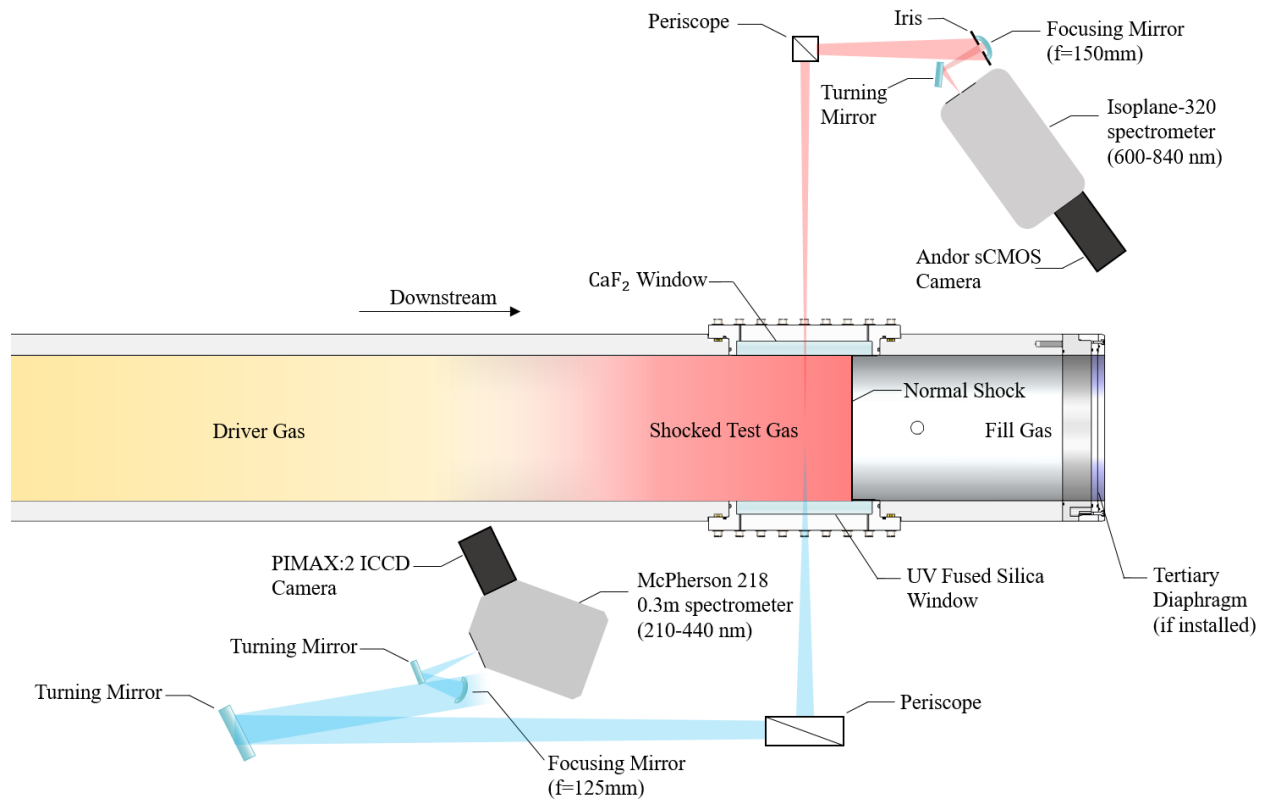 Periscope
Iris
Focusing Mirror
(f=150mm)
Turning
Mirror
Isoplane-320
spectrometer
(600-840 nm)
Andor sCMOS
Camera
CaF₂ Window
Downstream
Normal Shock
Driver Gas
Shocked Test Gas
Fill Gas
PIMAX:2 ICCD
Camera
McPherson 218
0.3m spectrometer
(210-440 nm)
UV Fused Silica
Window
Tertiary
Diaphragm
(if installed)
Turning Mirror
Turning Mirror
Periscope
Focusing Mirror
(f=125mm)